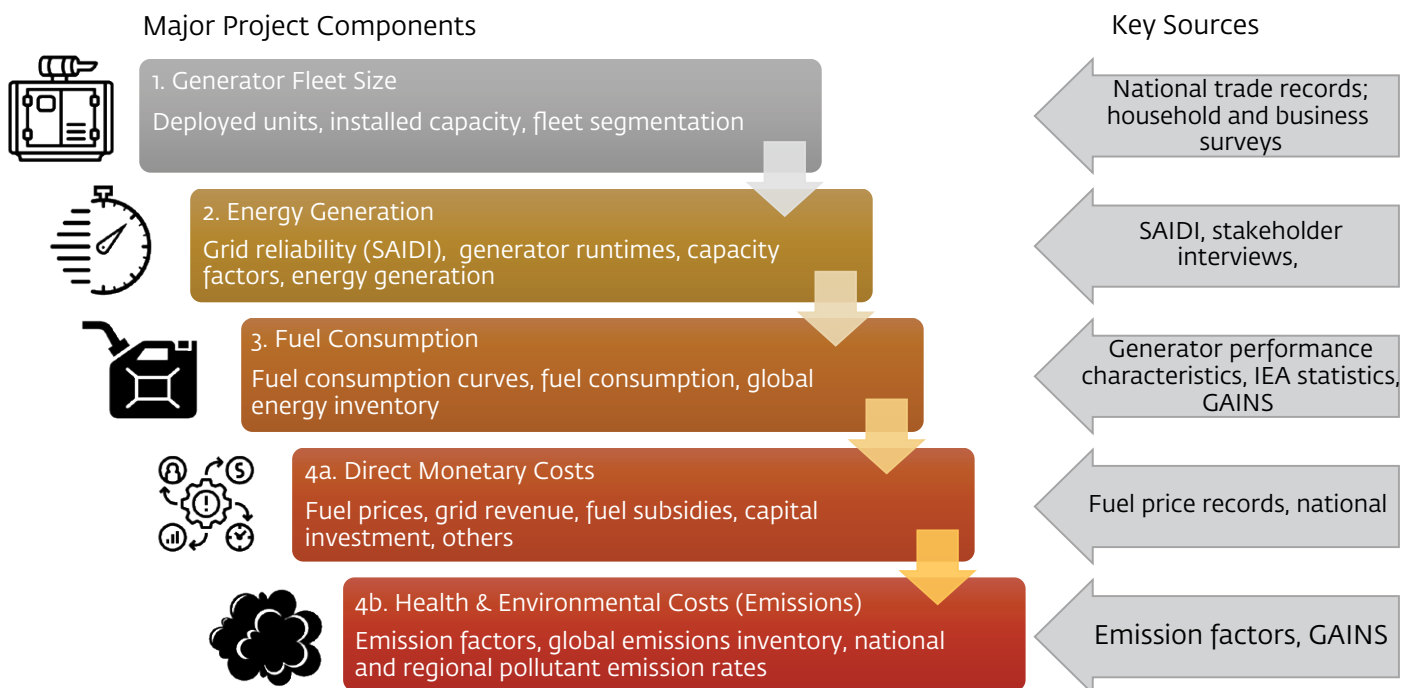 Major Project Components
Key Sources
1. Generator Fleet Size
Deployed units, installed capacity, fleet segmentation
National trade records;
household and business
surveys
2. Energy Generation
Grid reliability (SAIDI), generator runtimes, capacity
factors, energy generation
SAIDI, stakeholder
interviews,
3. Fuel Consumption
Fuel consumption curves, fuel consumption, global
energy inventory
Generator performance
characteristics, IEA statistics,
GAINS
4a. Direct Monetary Costs
Fuel prices, grid revenue, fuel subsidies, capital
investment, others
Fuel price records, national
4b. Health & Environmental Costs (Emissions)
Emission factors, global emissions inventory, national
and regional pollutant emission rates
Emission factors, GAINS